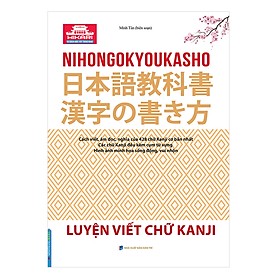 Minh Tân (biên soạn)
HIKARI
NIHONGOKYOUKASHO
日本語教科書
漢字の書き方
Cách viết, âm đọc, nghĩa của 428 chữ Kanji cơ bản nhất
Các chữ Kanji đều kèm cụm từ vựng
Hình ảnh minh họa sống động, vui nhộn
LUYỆN VIẾT CHỮ KANJI